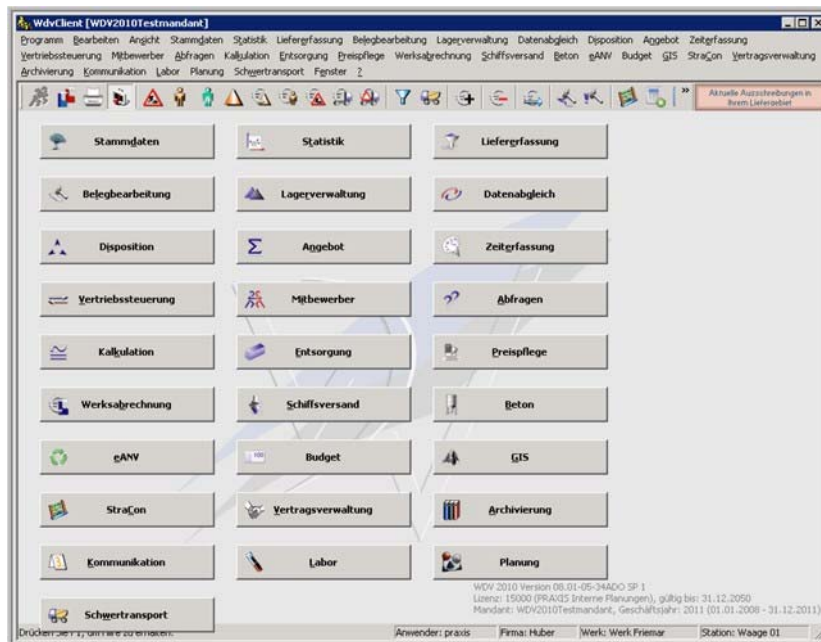 WdvClient [WDV2010Testmandant]
Programm Bearbeiten Ansicht Stammdaten Statistik Liefererfassung Belegbearbeitung Lagerverwaltung Datenabgleich Disposition Angebot Zeiterfassung
Vertriebssteuerung Mitbewerber Abfragen Kalkulation Entsorgung Preispflege Werksabrechnung Schiffsversand Beton eANV Budget GIS StraCon Vertragsverwaltung
Archivierung Kommunikation Labor Planung Schwertransport Fenster ?
Aktuelle Ausschreibungen in
Ihrem Liefergebiet
Stammdaten Statistik Liefererfassung
Belegbearbeitung Lagerverwaltung Datenabgleich
Disposition Angebot Zeiterfassung
Vertriebssteuerung Mitbewerber Abfragen
Kalkulation Entsorgung Preispflege
Werksabrechnung Schiffsversand Beton
eANV Budget GIS
StraCon Vertragsverwaltung Archivierung
Kommunikation Labor Planung
WDV 2010 Version 08.01-05-34ADO SP 1
Lizenz: 15000 (PRAXIS Interne Planungen), gültig bis: 31.12.2050
Mandant: WDV2010Testmandant, Geschäftsjahr: 2011 (01.01.2008 - 31.12.2011)
Schwertransport
Anwender: praxis Firma: Huber Werk: Werk Friemar Station: Waage 01